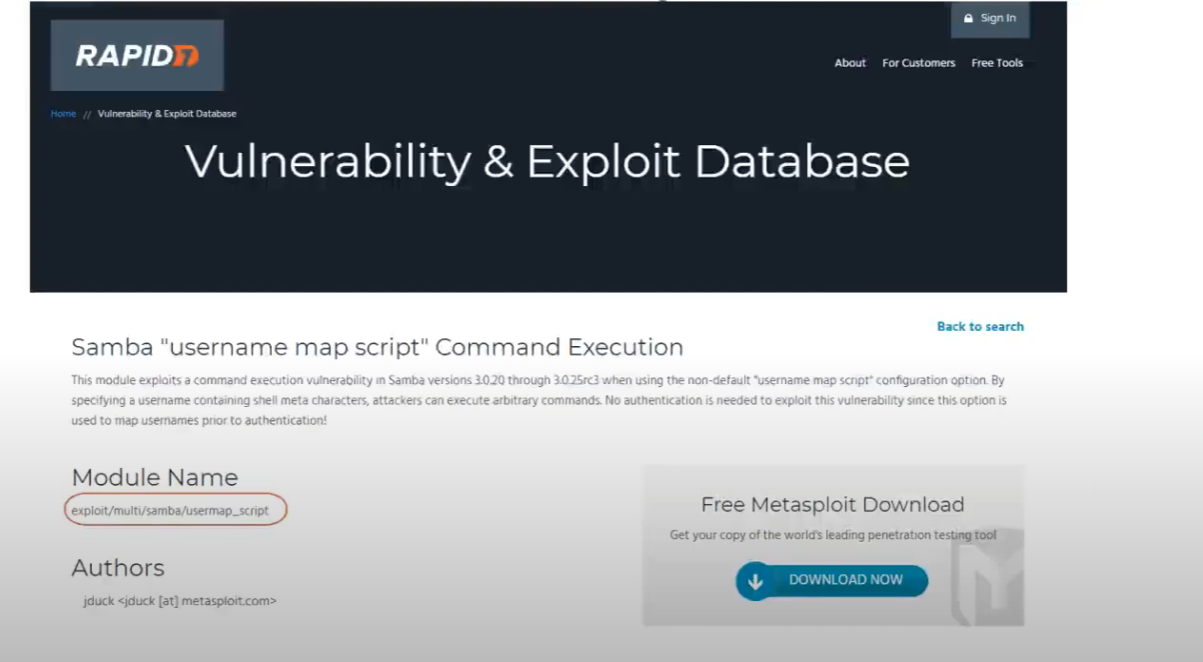 Sign In
RAPID7
About For Customers Free Tools
Home // Vulnerability & Exploit Database
Vulnerability & Exploit Database
Back to search
Samba "username map script" Command Execution
This module exploits a command execution vulnerability in Samba versions 3.0.20 through 3.0.25rc3 when using the non-default "username map script" configuration option. By
specifying a username containing shell meta characters, attackers can execute arbitrary commands. No authentication is needed to exploit this vulnerability since this option is
used to map usernames prior to authentication!
Module Name
exploit/multi/samba/usermap_script
Free Metasploit Download
Get your copy of the world's leading penetration testing tool
DOWNLOAD NOW
Authors
jduck <jduck [at] metasploit.com>